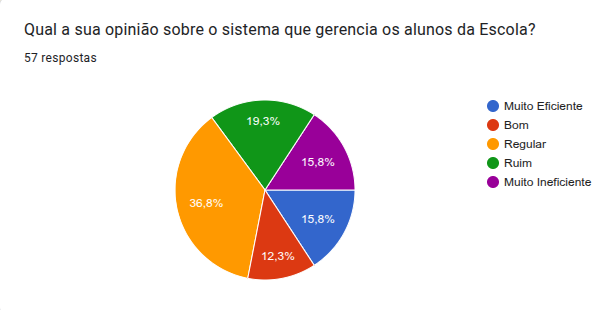 Qual a sua opinião sobre o sistema que gerencia os alunos da Escola?
57 respostas
19,3%
15,8%
36,8%
15,8%
12,3%
Muito Eficiente
Bom
Regular
Ruim
Muito Ineficiente